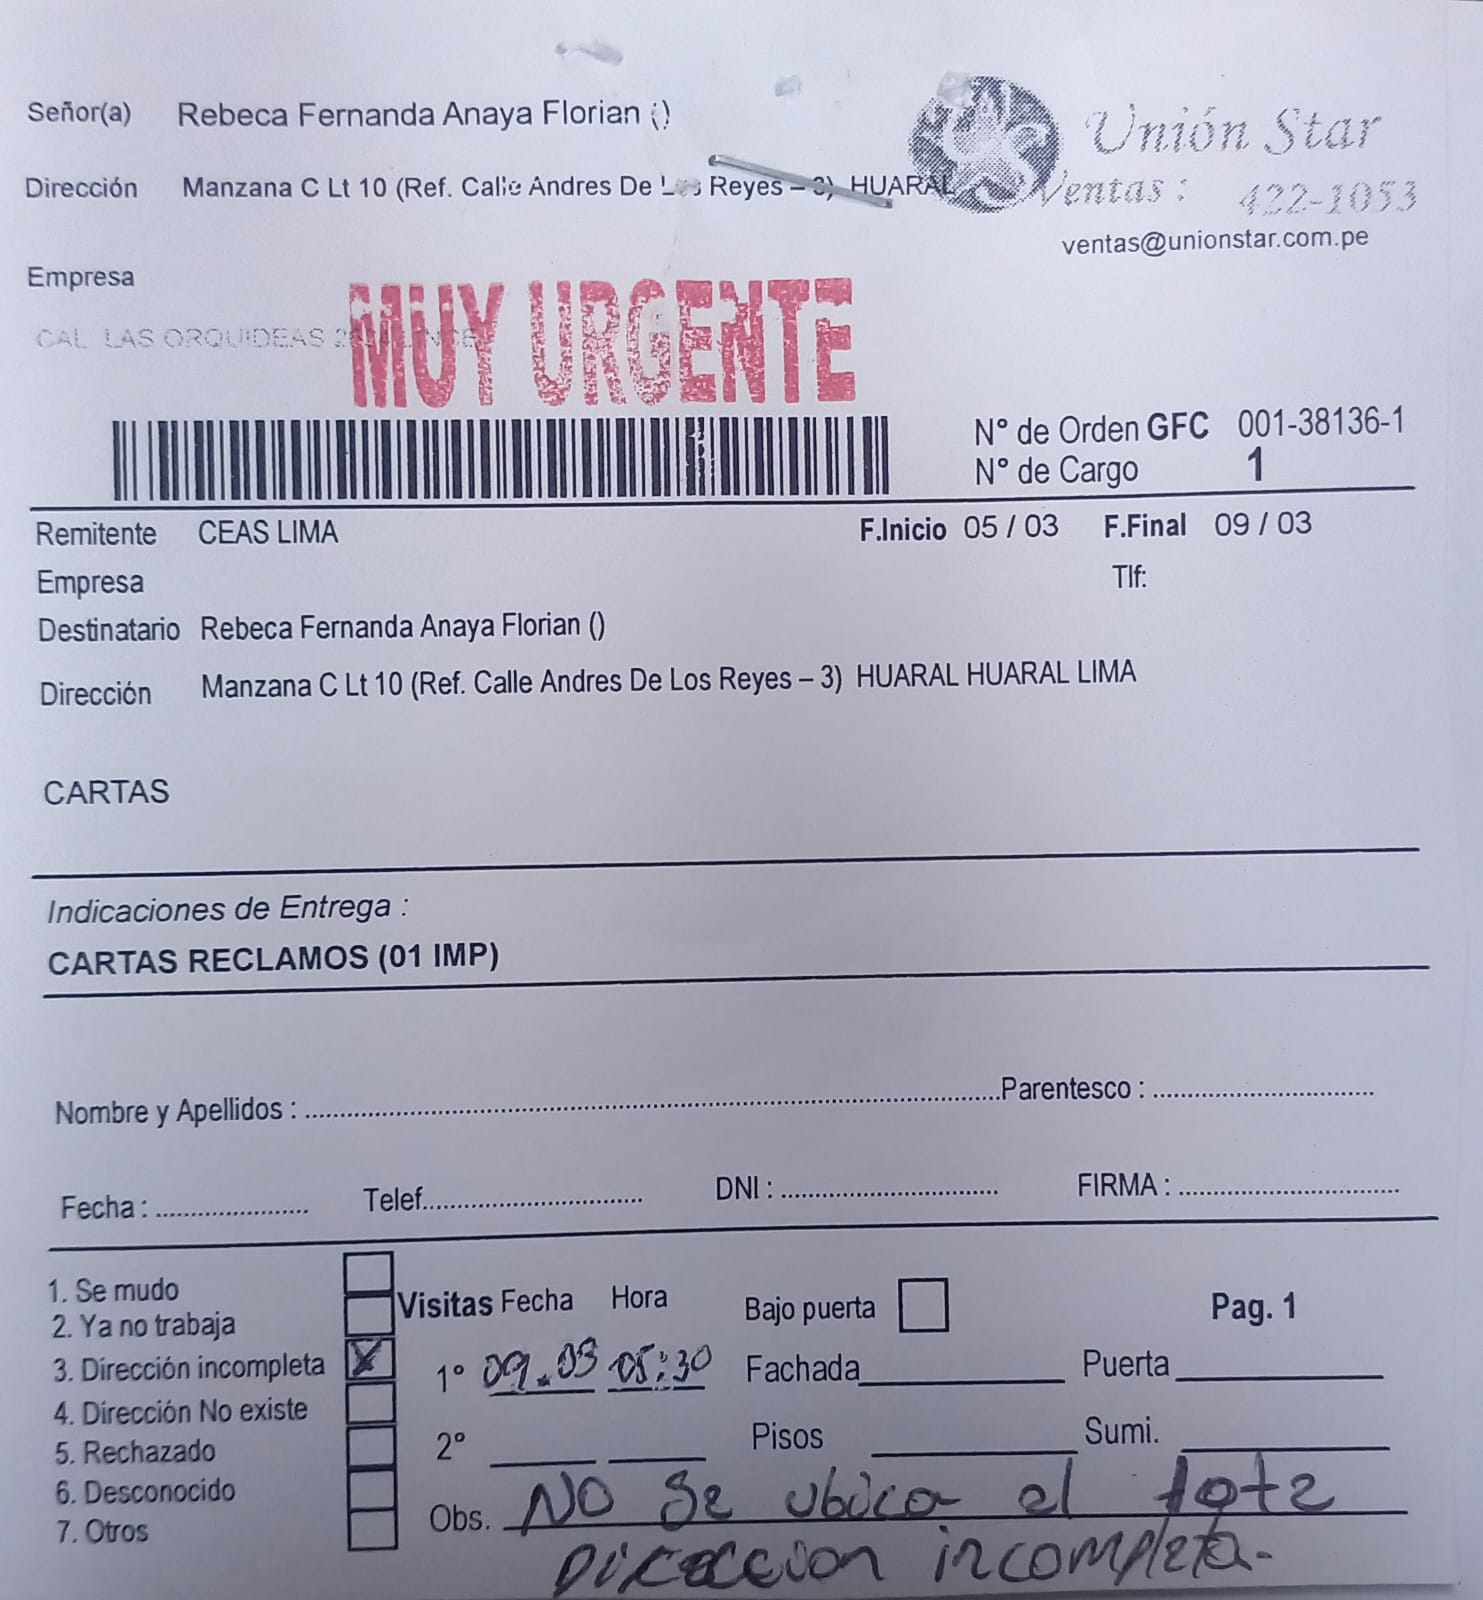 Señor(a) Rebeca Fernanda Anaya Florian ()
Unión Star
Dirección Manzana C Lt 10 (Ref. Calle Andres De Los Reyes – 3) HUARAL
Ventas : 422-1053
ventas@unionstar.com.pe
Empresa
CAL LAS ORQUIDEAS
MUY URGENTE
N° de Orden GFC 001-38136-1
N° de Cargo 1
Remitente CEAS LIMA F.Inicio 05 / 03 F.Final 09 / 03
Empresa Tlf:
Destinatario Rebeca Fernanda Anaya Florian ()
Dirección Manzana C Lt 10 (Ref. Calle Andres De Los Reyes – 3) HUARAL HUARAL LIMA
CARTAS
Indicaciones de Entrega :
CARTAS RECLAMOS (01 IMP)
Nombre y Apellidos : Parentesco :
Fecha : Telef. DNI : FIRMA :
1. Se mudo
2. Ya no trabaja
3. Dirección incompleta X
4. Dirección No existe
5. Rechazado
6. Desconocido
7. Otros
Visitas Fecha Hora Bajo puerta Pag. 1
1° 09.03 05:30 Fachada Puerta
2° Pisos Sumi.
Obs. NO Se ubica el lote
Direccion incompleta.